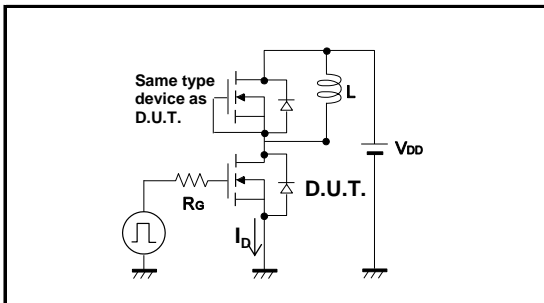 Same type
device as
D.U.T.
L
VDD
D.U.T.
RG
ID